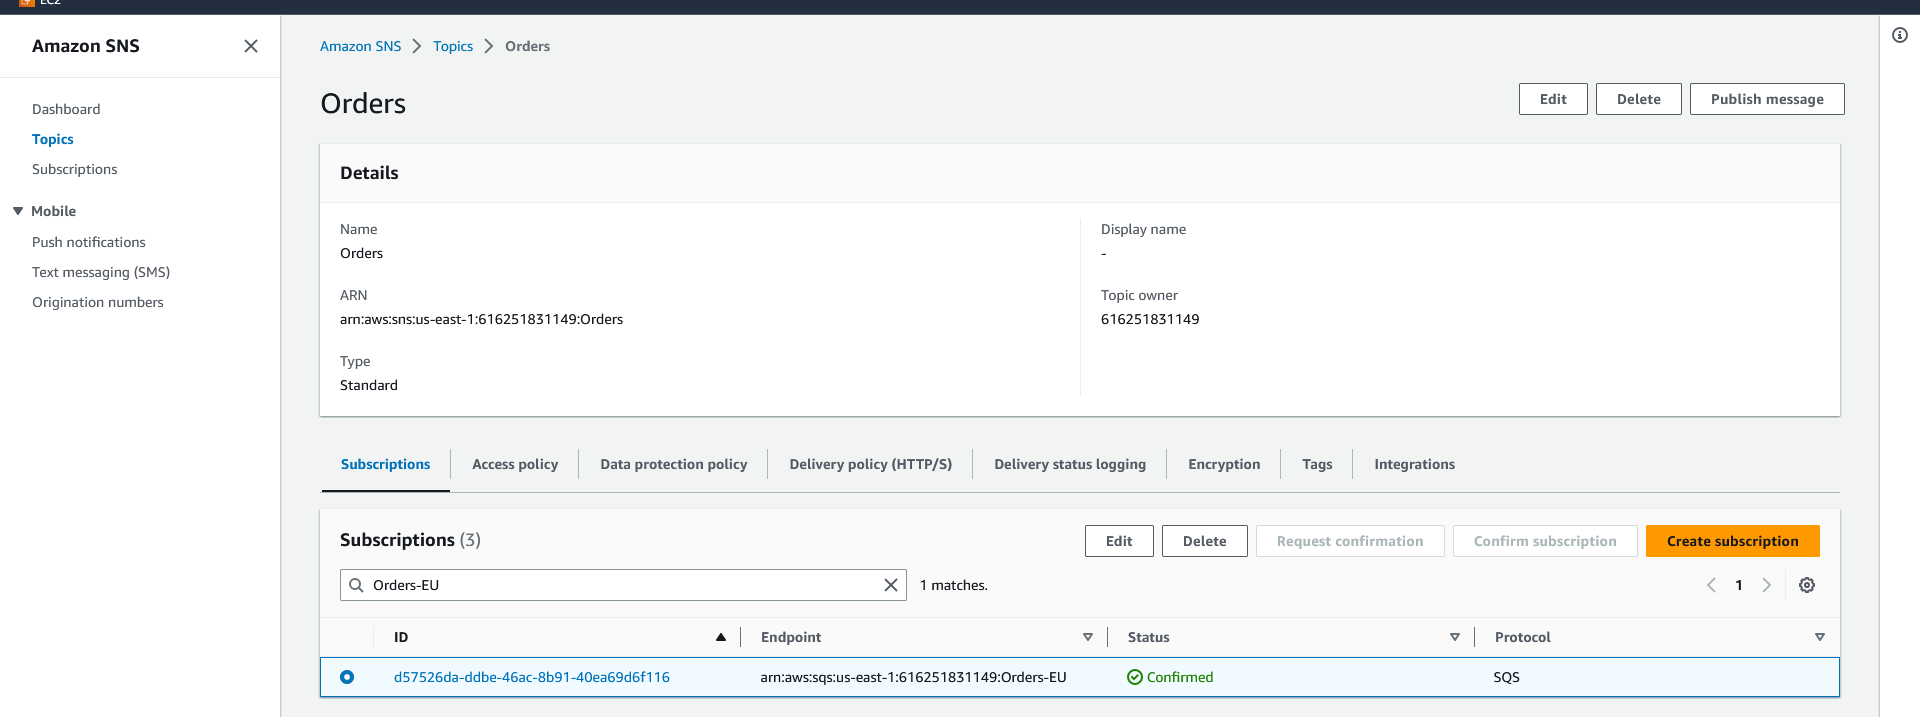 EC2
Amazon SNS
Dashboard
Topics
Subscriptions
Mobile
Push notifications
Text messaging (SMS)
Origination numbers
Amazon SNS > Topics > Orders
Orders
Edit Delete Publish message
Details
Name
Orders
ARN
arn:aws:sns:us-east-1:616251831149:Orders
Type
Standard
Display name
-
Topic owner
616251831149
Subscriptions Access policy Data protection policy Delivery policy (HTTP/S) Delivery status logging Encryption Tags Integrations
Subscriptions (3)
Edit Delete Request confirmation Confirm subscription Create subscription
Orders-EU 1 matches. 1
ID Endpoint Status Protocol
d57526da-ddbe-46ac-8b91-40ea69d6f116 arn:aws:sqs:us-east-1:616251831149:Orders-EU Confirmed SQS